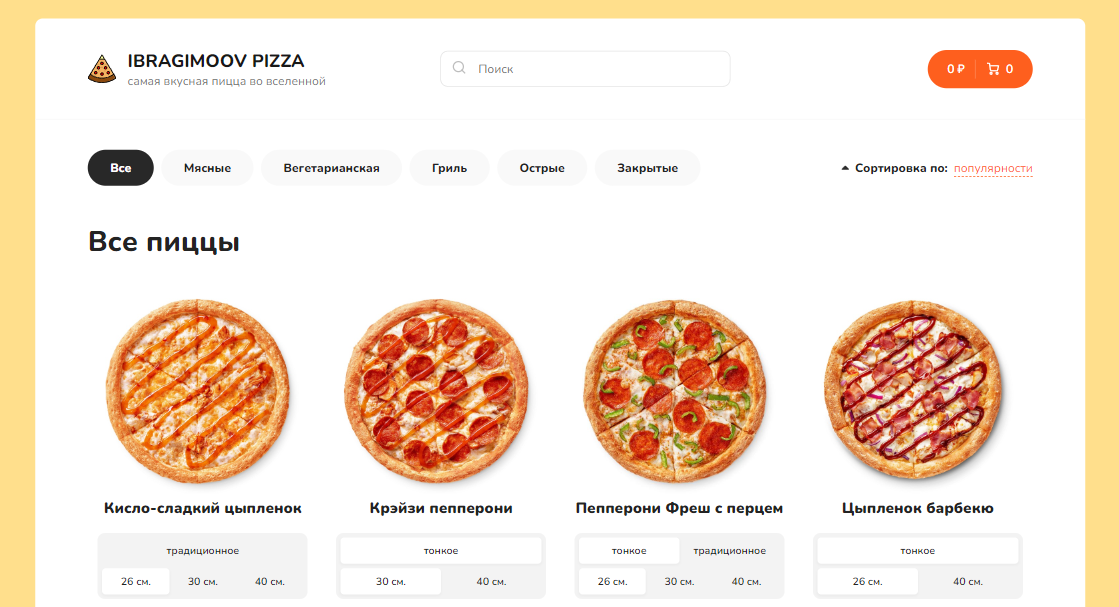 IBRAGIMOOV PIZZA
самая вкусная пицца во вселенной
Поиск
0 ₽ 0
Все Мясные Вегетарианская Гриль Острые Закрытые Сортировка по: популярности
Все пиццы
Кисло-сладкий цыпленок Крэйзи пепперони Пепперони Фреш с перцем Цыпленок барбекю
традиционное тонкое тонкое традиционное тонкое
26 см. 30 см. 40 см. 30 см. 40 см. 26 см. 30 см. 40 см. 26 см. 40 см.